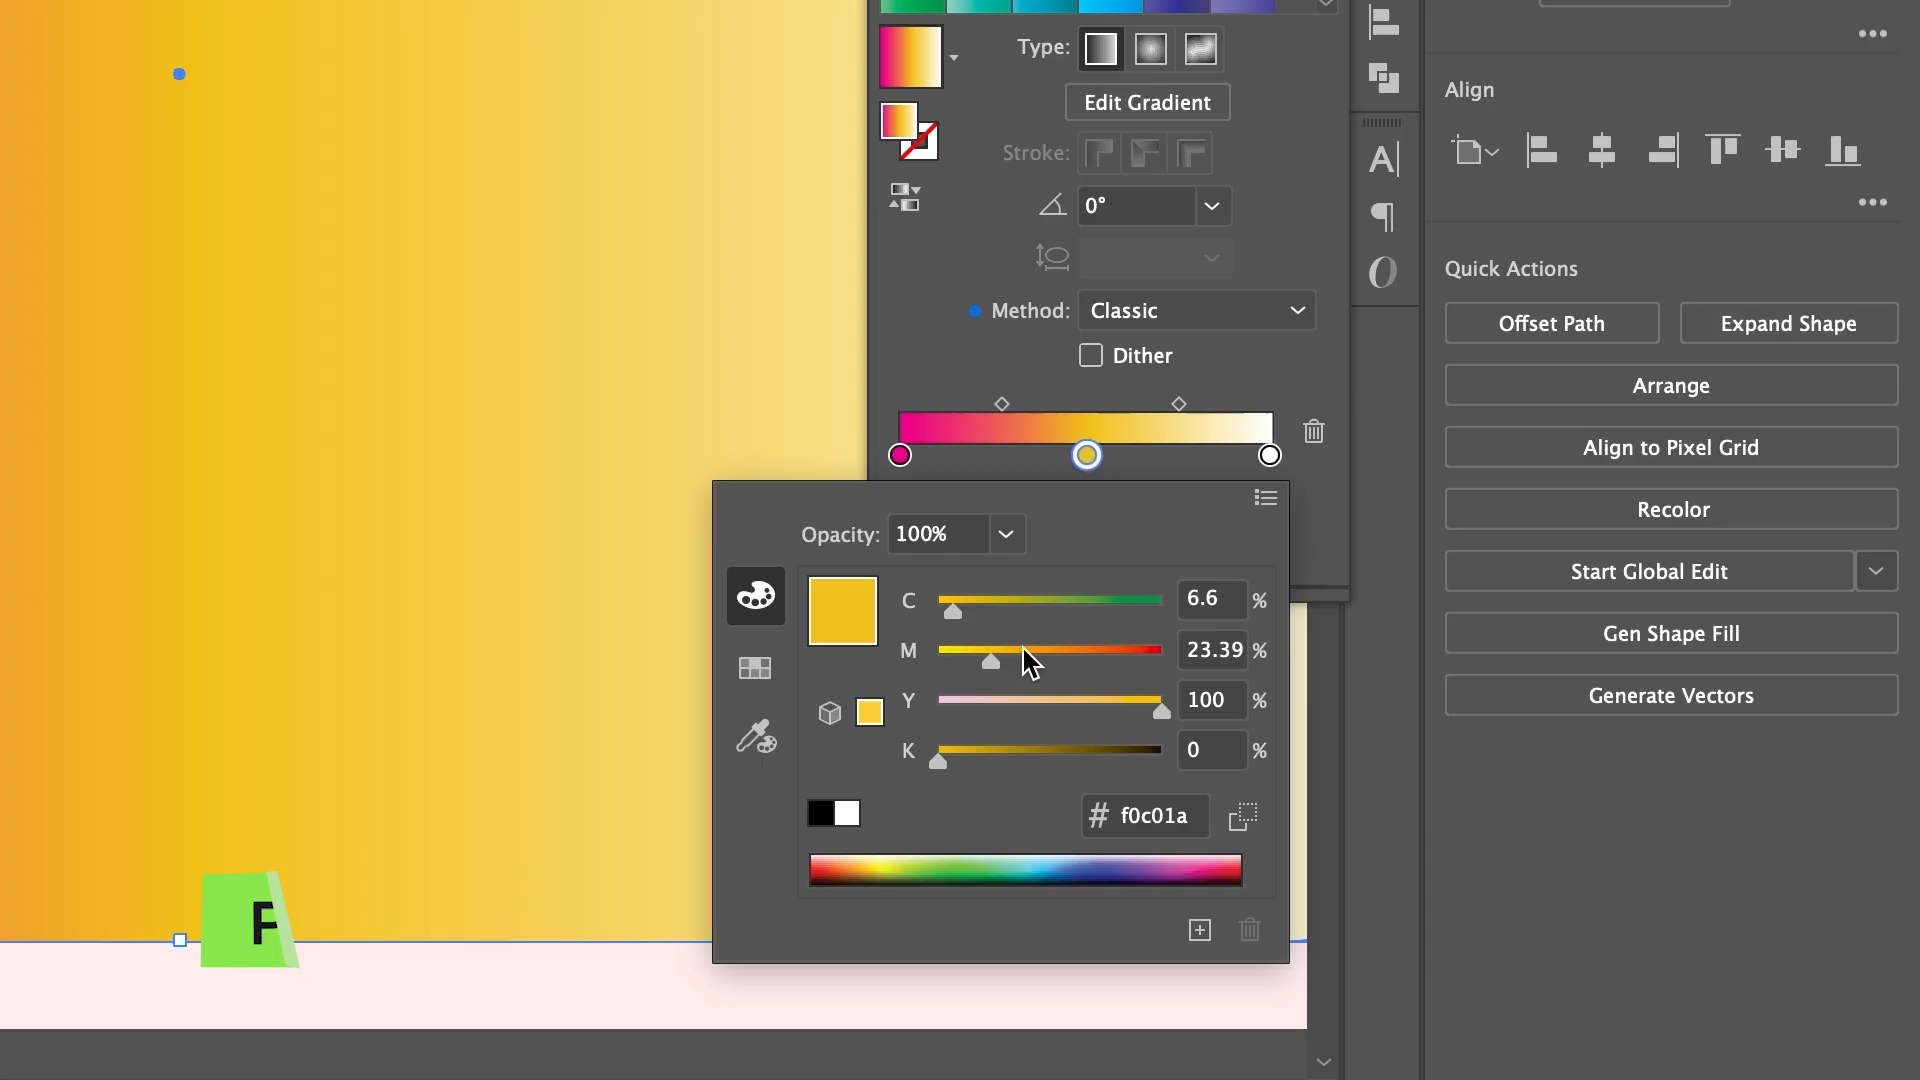 Type:
Edit Gradient
Stroke:
0°
Method: Classic
Dither
Opacity: 100%
C 6.6 %
M 23.39 %
Y 100 %
K 0 %
# f0c01a
A
¶
O
Align
Quick Actions
Offset Path
Expand Shape
Arrange
Align to Pixel Grid
Recolor
Start Global Edit
Gen Shape Fill
Generate Vectors
P